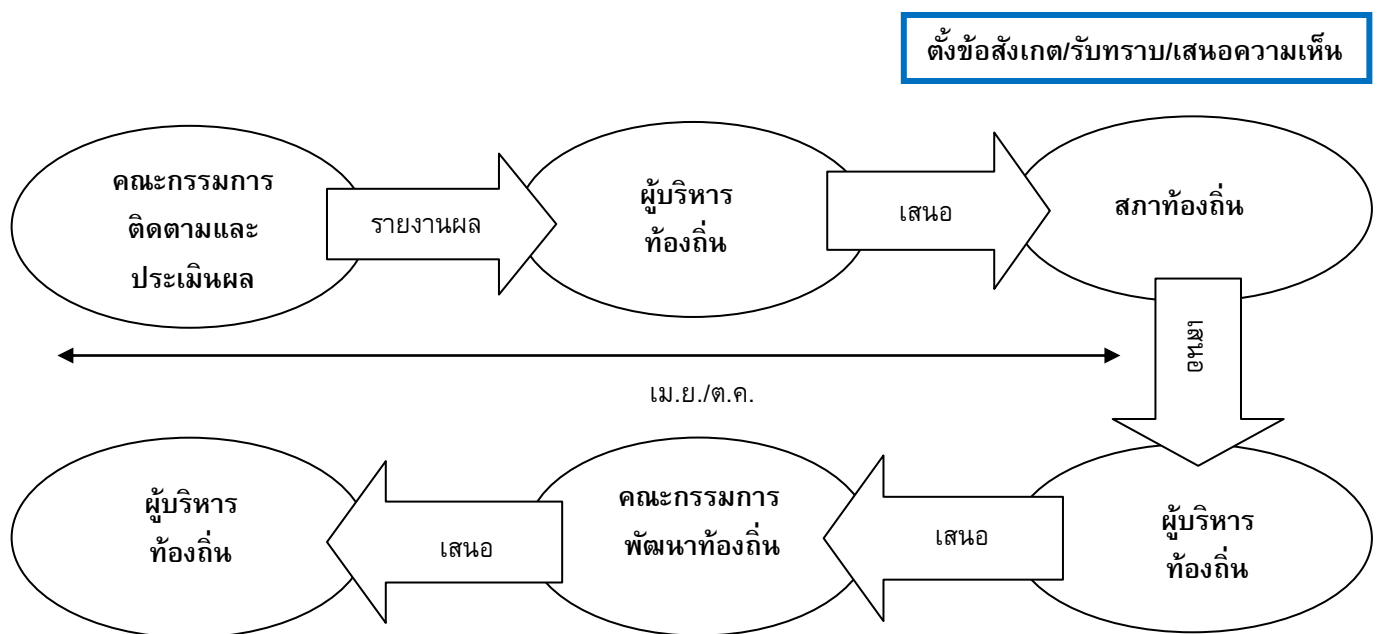 ตั้งข้อสังเกต/รับทราบ/เสนอความเห็น
คณะกรรมการ
ติดตามและ
ประเมินผล
รายงานผล
ผู้บริหาร
ท้องถิ่น
เสนอ
สภาท้องถิ่น
เสนอ
เม.ย./ต.ค.
ผู้บริหาร
ท้องถิ่น
เสนอ
คณะกรรมการ
พัฒนาท้องถิ่น
เสนอ
ผู้บริหาร
ท้องถิ่น